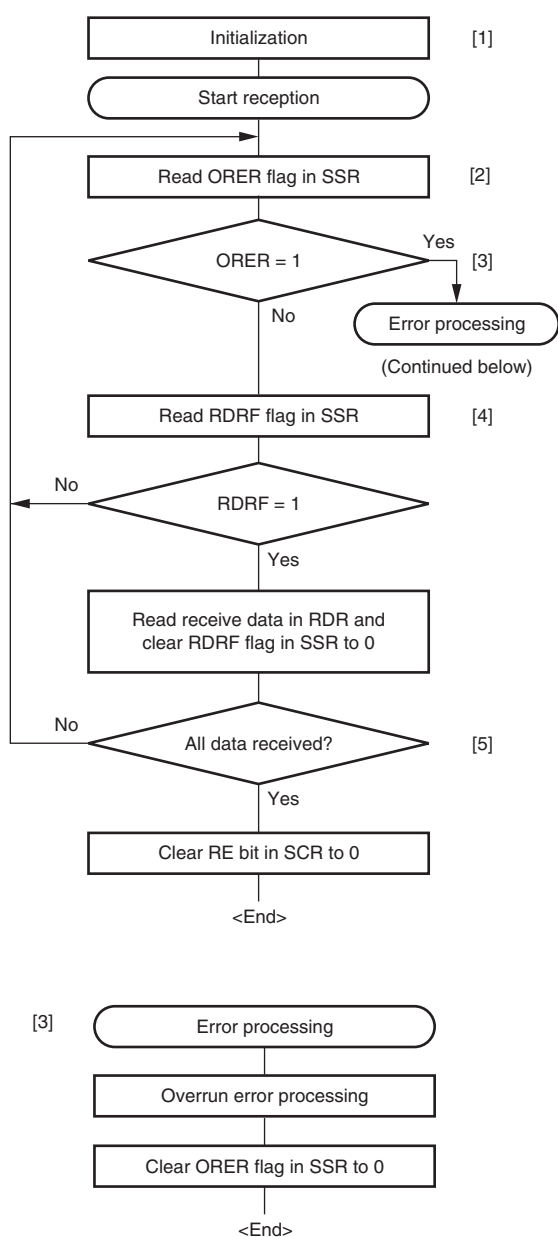 Initialization
[1]
Start reception
Read ORER flag in SSR
[2]
Yes
ORER = 1
[3]
No
Error processing
(Continued below)
Read RDRF flag in SSR
[4]
No
RDRF = 1
Yes
Read receive data in RDR and
clear RDRF flag in SSR to 0
No
All data received?
[5]
Yes
Clear RE bit in SCR to 0
<End>
[3]
Error processing
Overrun error processing
Clear ORER flag in SSR to 0
<End>